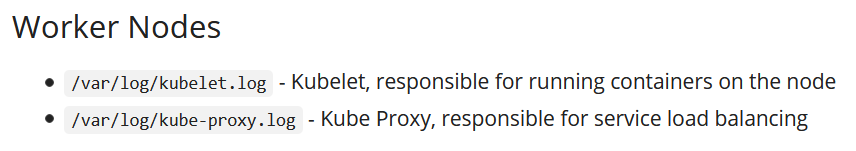 Worker Nodes
/var/log/kubelet.log - Kubelet, responsible for running containers on the node
/var/log/kube-proxy.log - Kube Proxy, responsible for service load balancing